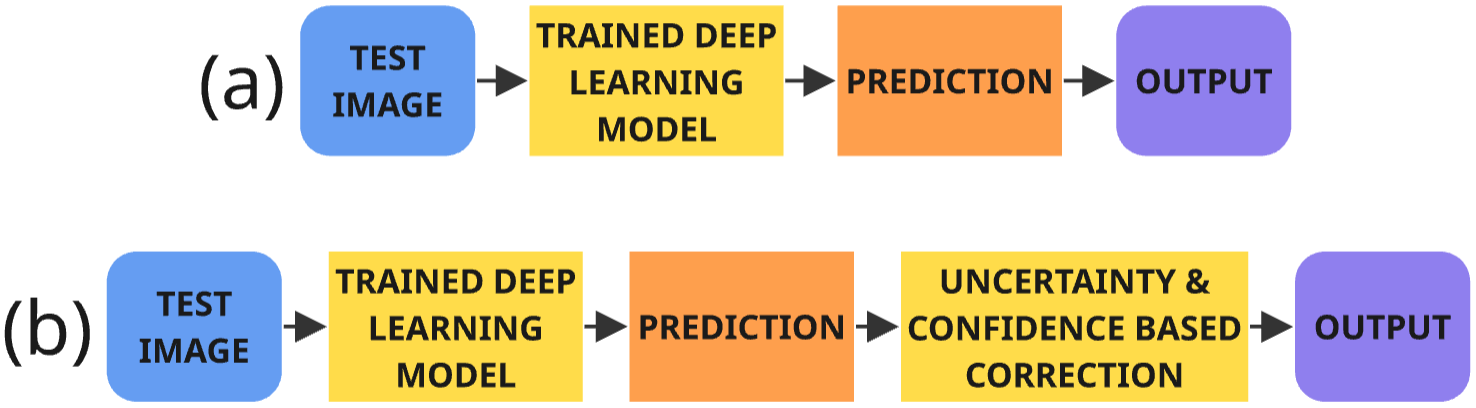 (a)
TEST
IMAGE
TRAINED DEEP
LEARNING
MODEL
PREDICTION
OUTPUT
(b)
TEST
IMAGE
TRAINED DEEP
LEARNING
MODEL
PREDICTION
UNCERTAINTY &
CONFIDENCE BASED
CORRECTION
OUTPUT